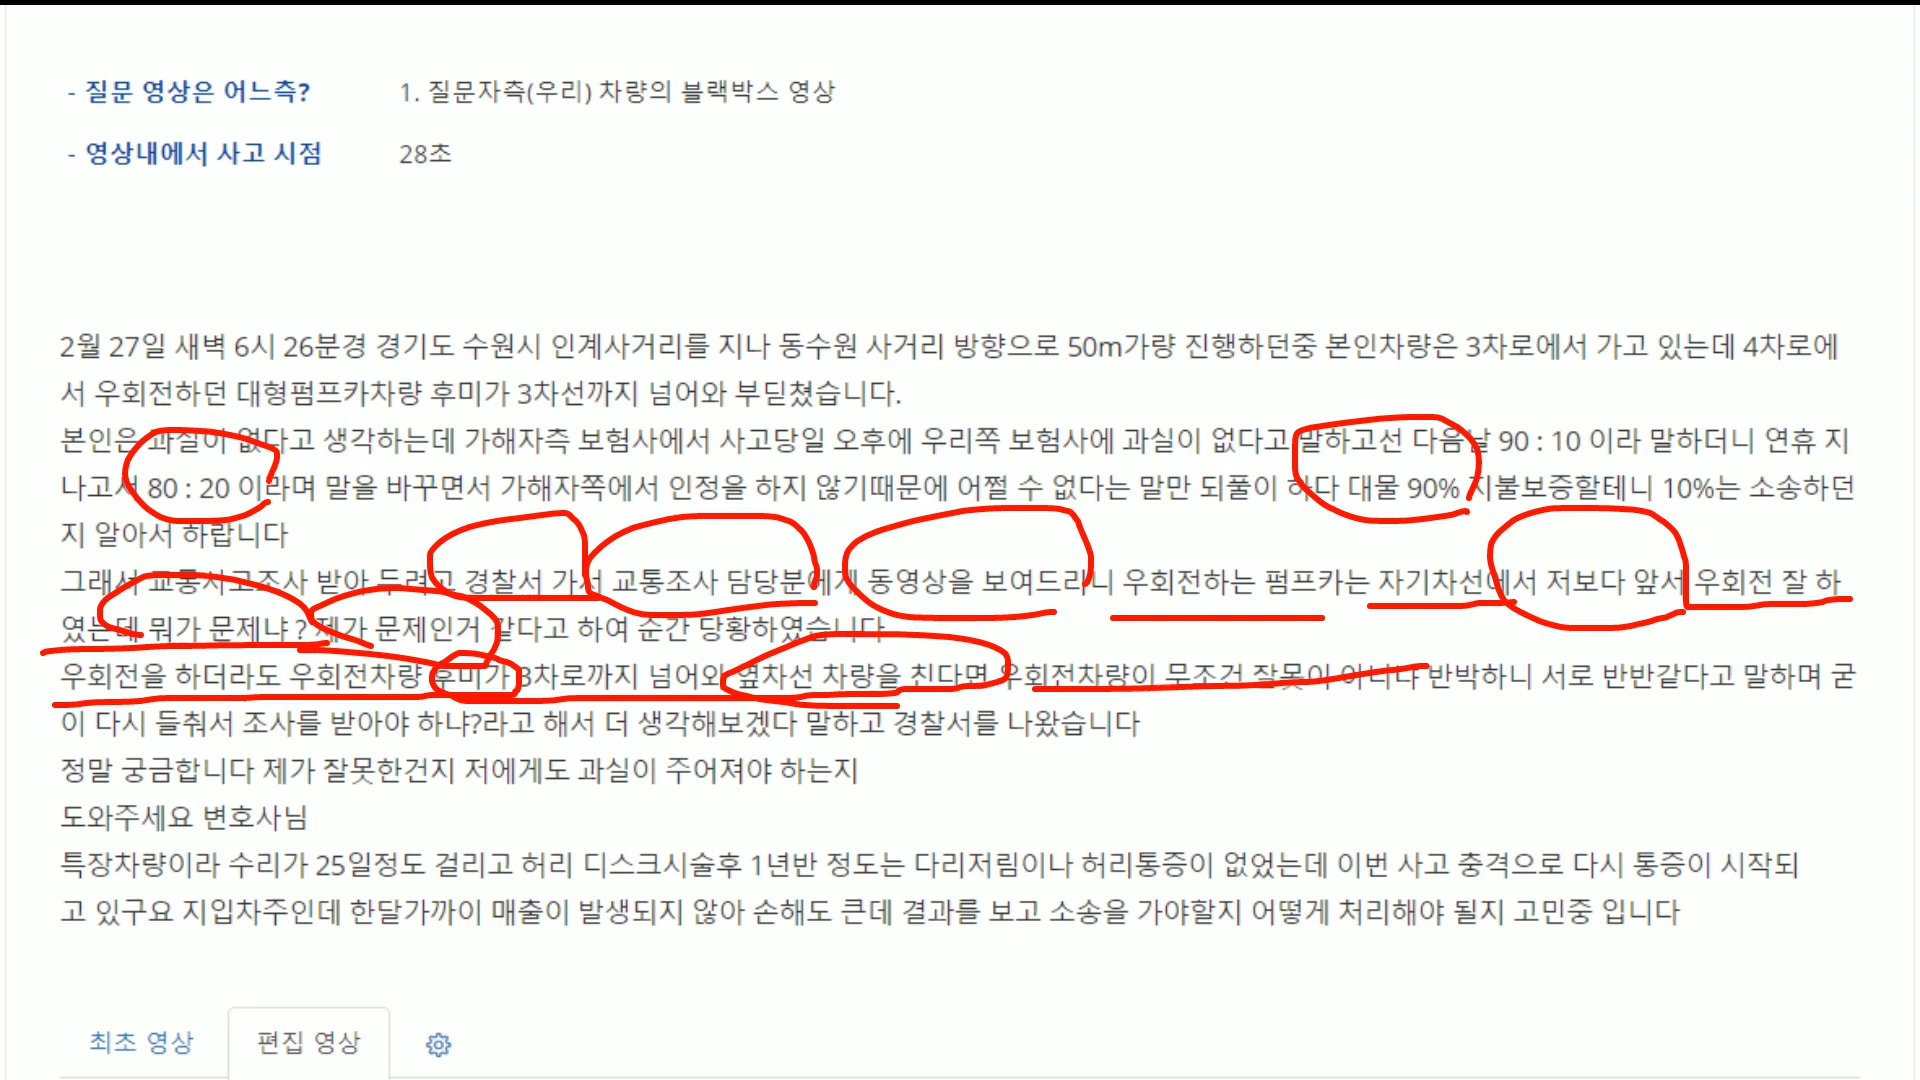 - 질문 영상은 어느측? 1. 질문자측(우리) 차량의 블랙박스 영상
- 영상내에서 사고 시점 28초
2월 27일 새벽 6시 26분경 경기도 수원시 인계사거리를 지나 동수원 사거리 방향으로 50m가량 진행하던중 본인차량은 3차로에서 가고 있는데 4차로에
서 우회전하던 대형펌프카차량 후미가 3차선까지 넘어와 부딛쳤습니다.
본인은 과실이 없다고 생각하는데 가해자측 보험사에서 사고당일 오후에 우리쪽 보험사에 과실이 없다고 말하고선 다음날 90 : 10 이라 말하더니 연휴 지
나고서 80 : 20 이라며 말을 바꾸면서 가해자쪽에서 인정을 하지 않기때문에 어쩔 수 없다는 말만 되풀이 하다 대물 90% 지불보증할테니 10%는 소송하던
지 알아서 하랍니다
그래서 교통사고조사 받아 두려고 경찰서 가서 교통조사 담당분에게 동영상을 보여드리니 우회전하는 펌프카는 자기차선에서 저보다 앞서 우회전 잘 하
였는데 뭐가 문제냐 ? 제가 문제인거 같다고 하여 순간 당황하였습니다
우회전을 하더라도 우회전차량 후미가 3차로까지 넘어와 옆차선 차량을 친다면 우회전차량이 무조건 잘못이 아니냐 반박하니 서로 반반같다고 말하며 굳
이 다시 들춰서 조사를 받아야 하냐?라고 해서 더 생각해보겠다 말하고 경찰서를 나왔습니다
정말 궁금합니다 제가 잘못한건지 저에게도 과실이 주어져야 하는지
도와주세요 변호사님
특장차량이라 수리가 25일정도 걸리고 허리 디스크시술후 1년반 정도는 다리저림이나 허리통증이 없었는데 이번 사고 충격으로 다시 통증이 시작되
고 있구요 지입차주인데 한달가까이 매출이 발생되지 않아 손해도 큰데 결과를 보고 소송을 가야할지 어떻게 처리해야 될지 고민중 입니다
최초 영상 편집 영상